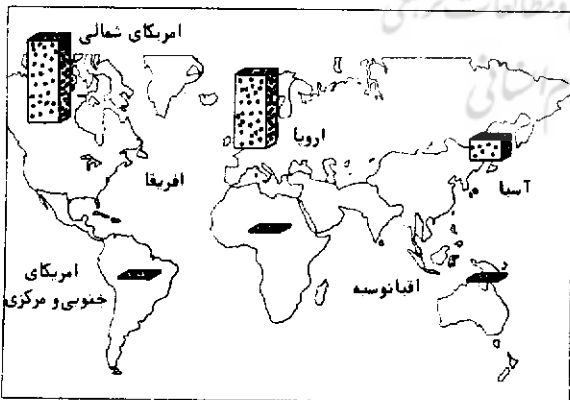 امریکای شمالی
اروپا
آسیا
افریقا
امریکای
جنوبی و مرکزی
اقیانوسیه